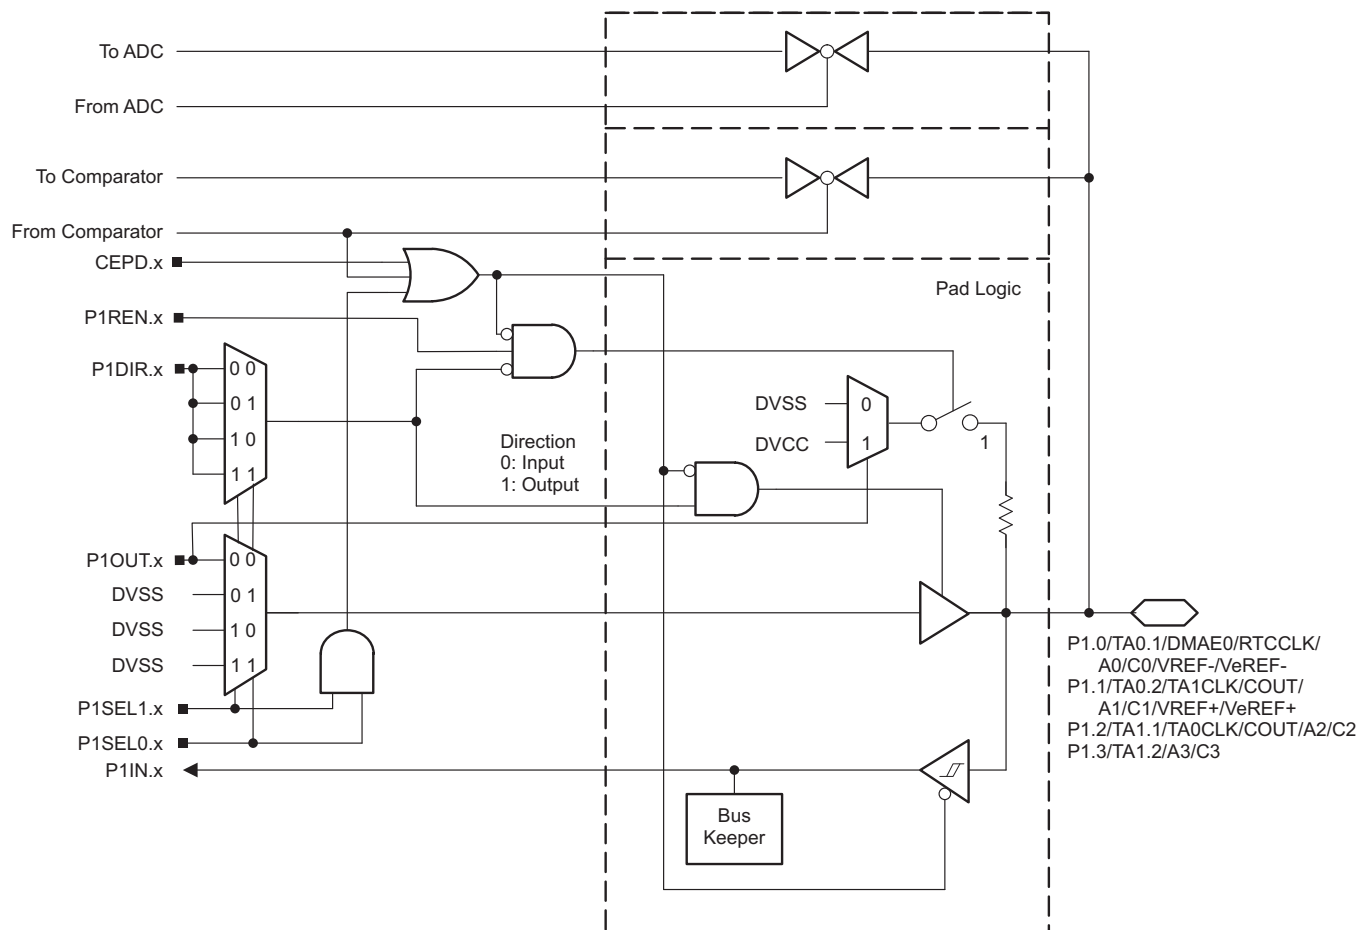 To ADC
From ADC
To Comparator
From Comparator
CEPD.x
Pad Logic
P1REN.x
P1DIR.x
0 0
0 1
1 0
1 1
DVSS
0
DVCC
1
1
Direction
0: Input
1: Output
P1OUT.x
0 0
DVSS
0 1
DVSS
1 0
DVSS
1 1
P1SEL1.x
P1SEL0.x
P1IN.x
Bus
Keeper
P1.0/TA0.1/DMAE0/RTCCLK/
A0/C0/VREF-/VeREF-
P1.1/TA0.2/TA1CLK/COUT/
A1/C1/VREF+/VeREF+
P1.2/TA1.1/TA0CLK/COUT/A2/C2
P1.3/TA1.2/A3/C3